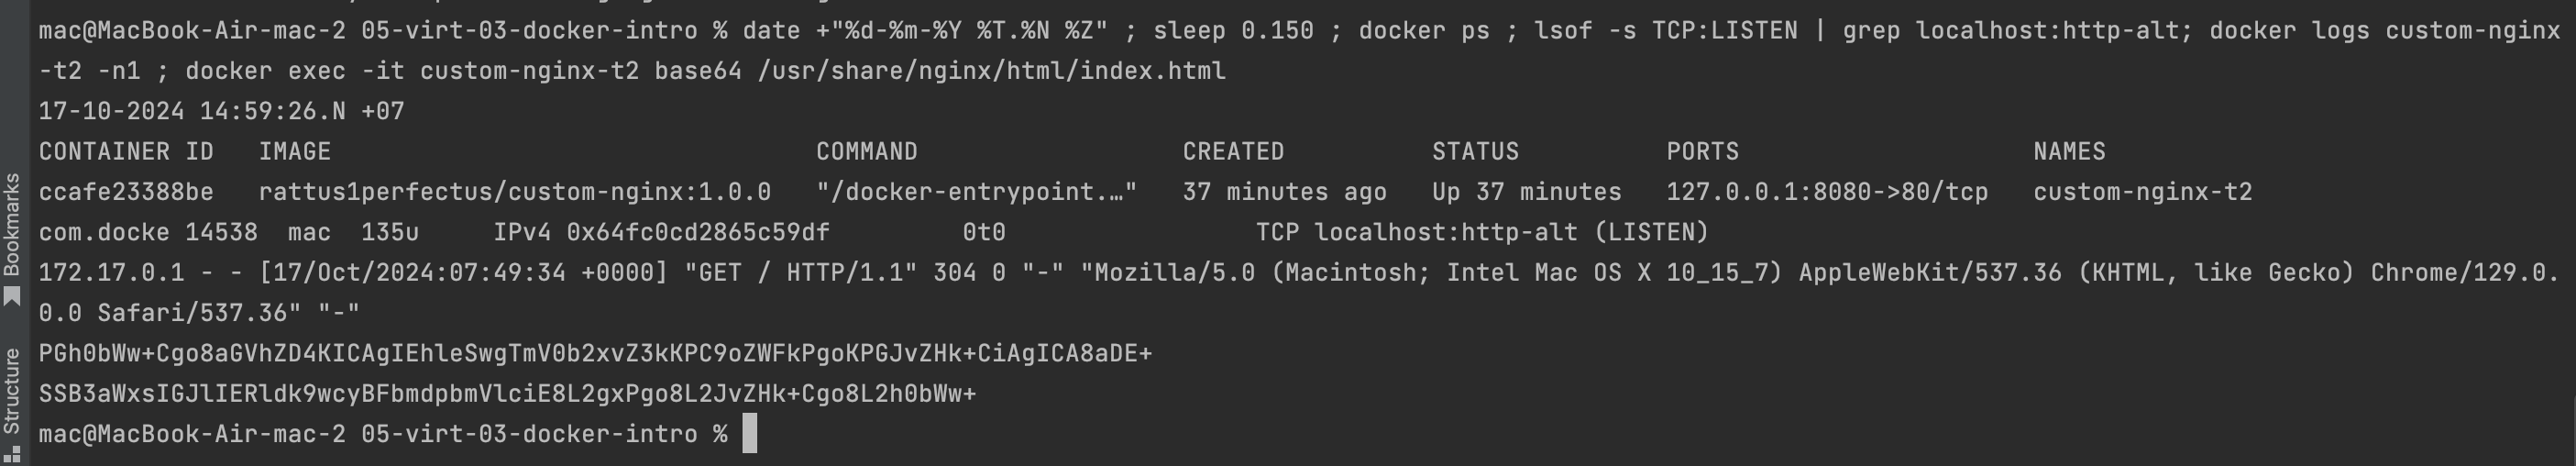 mac@MacBook-Air-mac-2 05-virt-03-docker-intro % date +"%d-%m-%Y %T.%N %Z" ; sleep 0.150 ; docker ps ; lsof -s TCP:LISTEN | grep localhost:http-alt; docker logs custom-nginx
-t2 -n1 ; docker exec -it custom-nginx-t2 base64 /usr/share/nginx/html/index.html
17-10-2024 14:59:26.N +07
CONTAINER ID   IMAGE                                 COMMAND                  CREATED          STATUS          PORTS                    NAMES
ccafe23388be   rattus1perfectus/custom-nginx:1.0.0   "/docker-entrypoint.…"   37 minutes ago   Up 37 minutes   127.0.0.1:8080->80/tcp   custom-nginx-t2
com.docke 14538  mac  135u     IPv4 0x64fc0cd2865c59df         0t0                 TCP localhost:http-alt (LISTEN)
172.17.0.1 - - [17/Oct/2024:07:49:34 +0000] "GET / HTTP/1.1" 304 0 "-" "Mozilla/5.0 (Macintosh; Intel Mac OS X 10_15_7) AppleWebKit/537.36 (KHTML, like Gecko) Chrome/129.0.
0.0 Safari/537.36" "-"
PGh0bWw+Cgo8aGVhZD4KICAgIEhleSwgTmV0b2xvZ3kKPC9oZWFkPgoKPGJvZHk+CiAgICA8aDE+
SSB3aWxsIGJlIERldk9wcyBFbmdpbmVlciE8L2gxPgo8L2JvZHk+Cgo8L2h0bWw+
mac@MacBook-Air-mac-2 05-virt-03-docker-intro %
Bookmarks
Structure